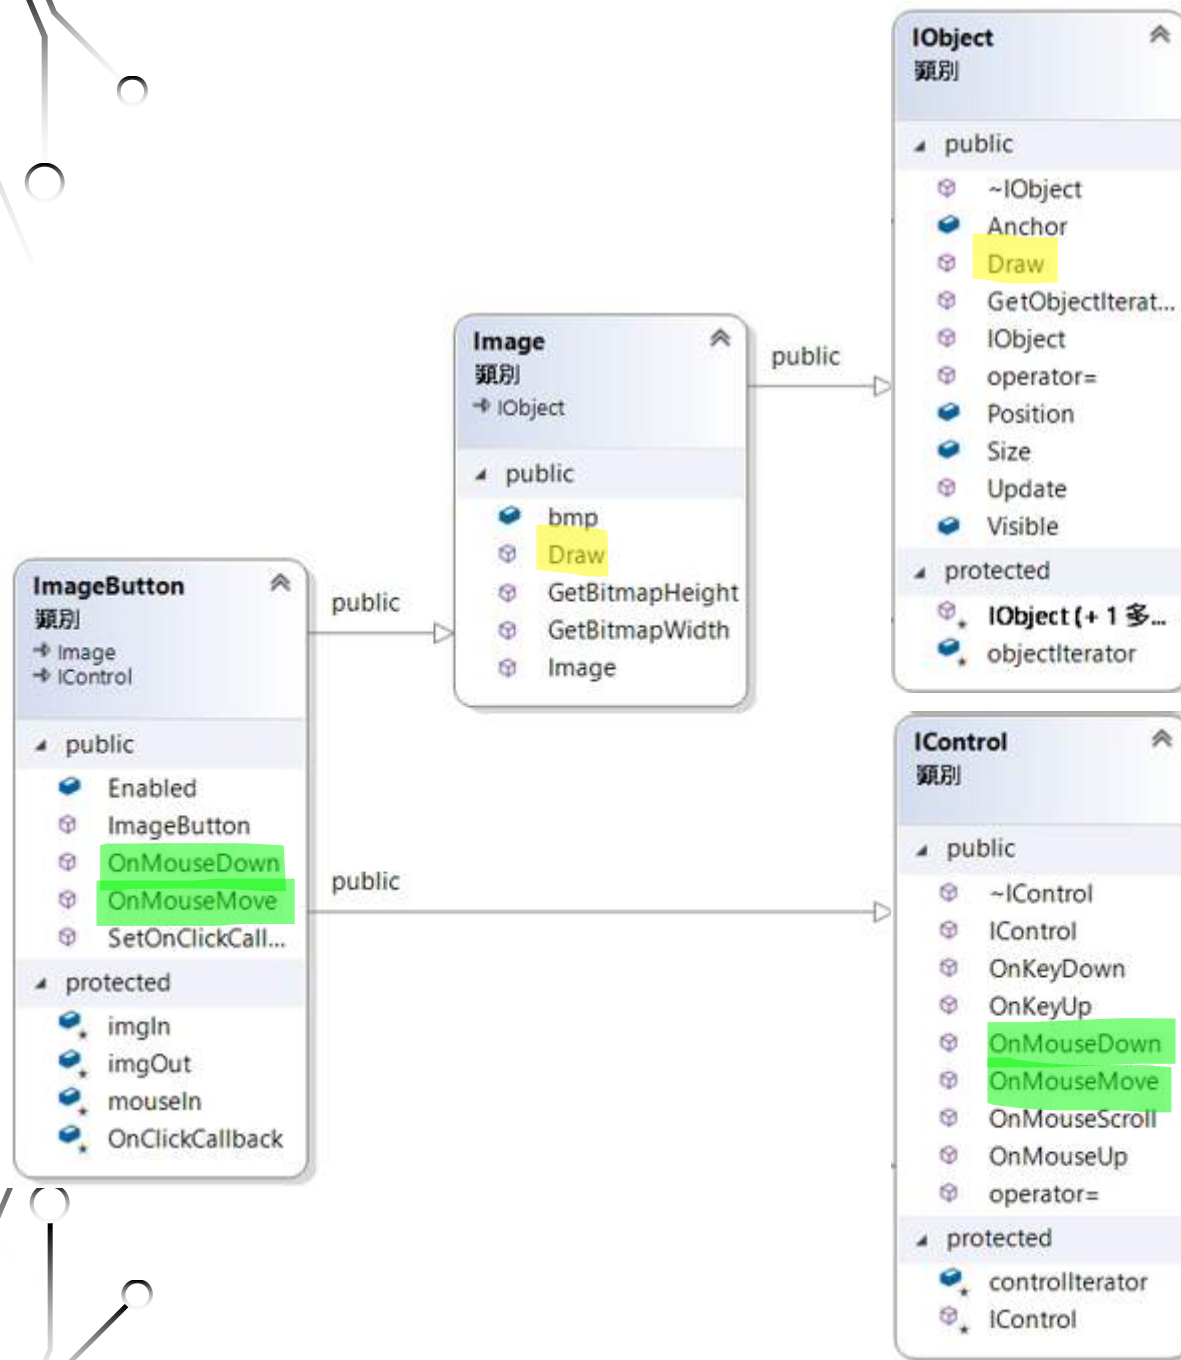 IObject
類別
public
~IObject
Anchor
Draw
GetObjectIterat...
IObject
operator=
Position
Size
Update
Visible
protected
IObject (+ 1 多...
objectIterator
Image
類別
IObject
public
bmp
Draw
GetBitmapHeight
GetBitmapWidth
Image
public
ImageButton
類別
Image
IControl
public
Enabled
ImageButton
OnMouseDown
OnMouseMove
SetOnClickCall...
protected
imgIn
imgOut
mouseIn
OnClickCallback
public
public
IControl
類別
public
~IControl
IControl
OnKeyDown
OnKeyUp
OnMouseDown
OnMouseMove
OnMouseScroll
OnMouseUp
operator=
protected
controlIterator
IControl